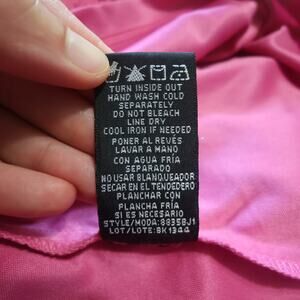 TURN INSIDE OUT
HAND WASH COLD
SEPARATELY
DO NOT BLEACH
LINE DRY
COOL IRON IF NEEDED
PONER AL REVÉS
LAVAR A MANO
CON AGUA FRÍA
SEPARADO
NO USAR BLANQUEADOR
SECAR EN EL TENDEDERO
PLANCHAR CON
PLANCHA FRÍA
SI ES NECESARIO
STYLE/MODA: 8835BJ1
LOT/LOTE: BK1344